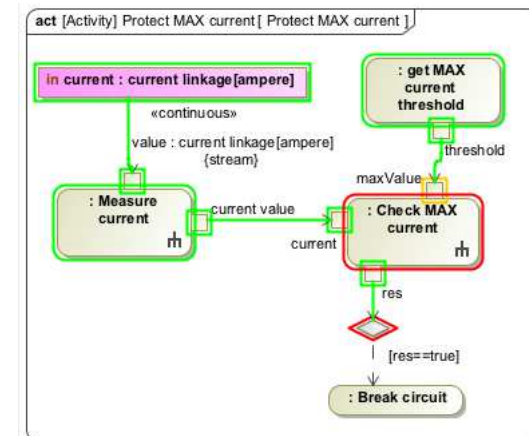 act [Activity] Protect MAX current [ Protect MAX current ]
in current : current linkage[ampere]
«continuous»
value : current linkage[ampere]
{stream}
: get MAX
current
threshold
threshold
maxValue
: Measure
current
current value
current
: Check MAX
current
res
[res==true]
: Break circuit